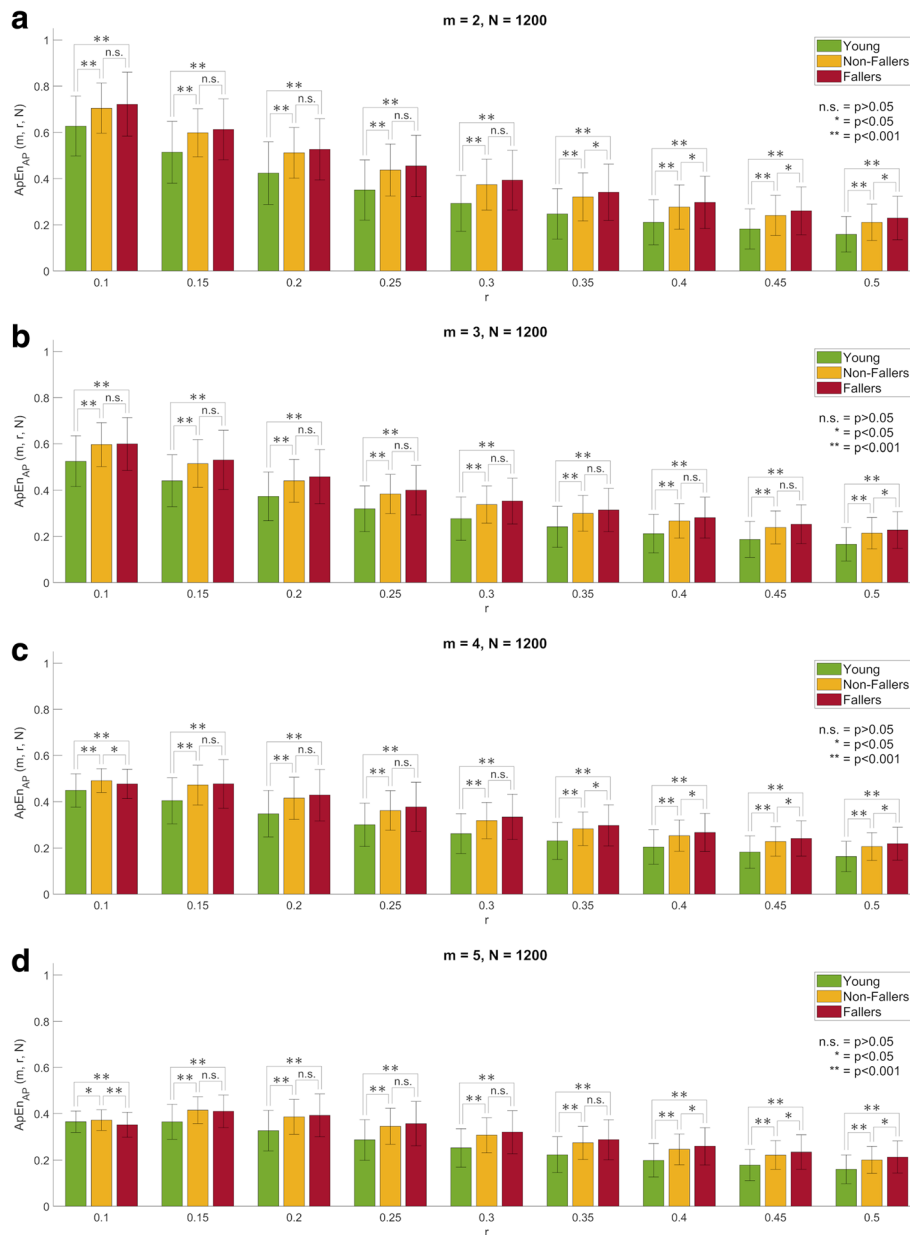 a
m = 2, N = 1200
ApEnAP (m, r, N)
1
0.8
0.6
0.4
0.2
0
** ** n.s.
** ** n.s.
** ** n.s.
** ** n.s.
** ** n.s.
** ** *
** ** *
** ** *
** ** *
Young
Non-Fallers
Fallers
n.s. = p>0.05
* = p<0.05
** = p<0.001
0.1 0.15 0.2 0.25 0.3 0.35 0.4 0.45 0.5
r
b
m = 3, N = 1200
ApEnAP (m, r, N)
1
0.8
0.6
0.4
0.2
0
** ** n.s.
** ** n.s.
** ** n.s.
** ** n.s.
** ** n.s.
** ** n.s.
** ** n.s.
** ** n.s.
** ** *
Young
Non-Fallers
Fallers
n.s. = p>0.05
* = p<0.05
** = p<0.001
0.1 0.15 0.2 0.25 0.3 0.35 0.4 0.45 0.5
r
c
m = 4, N = 1200
ApEnAP (m, r, N)
1
0.8
0.6
0.4
0.2
0
** ** *
** ** n.s.
** ** n.s.
** ** n.s.
** ** n.s.
** ** *
** ** *
** ** *
** ** *
Young
Non-Fallers
Fallers
n.s. = p>0.05
* = p<0.05
** = p<0.001
0.1 0.15 0.2 0.25 0.3 0.35 0.4 0.45 0.5
r
d
m = 5, N = 1200
ApEnAP (m, r, N)
1
0.8
0.6
0.4
0.2
0
** * **
** ** n.s.
** ** n.s.
** ** n.s.
** ** n.s.
** ** n.s.
** ** *
** ** *
** ** *
Young
Non-Fallers
Fallers
n.s. = p>0.05
* = p<0.05
** = p<0.001
0.1 0.15 0.2 0.25 0.3 0.35 0.4 0.45 0.5
r